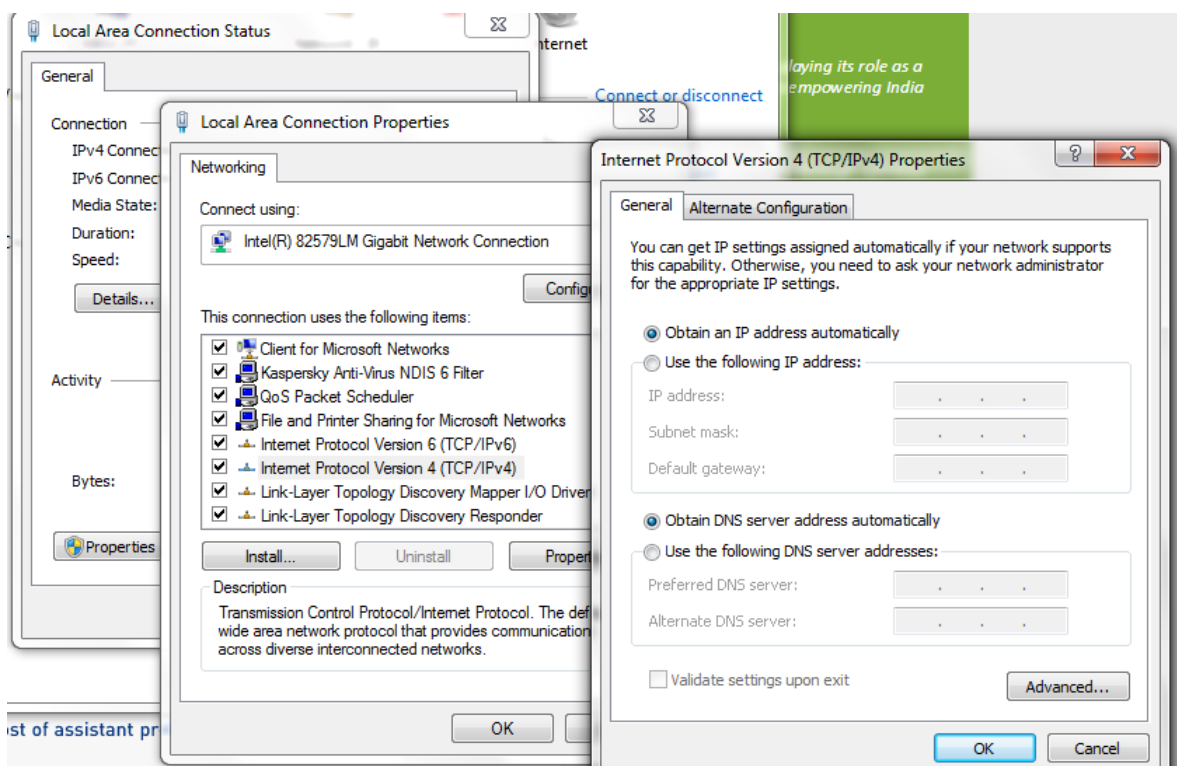 Local Area Connection Status
nternet
laying its role as a
empowering India
Connect or disconnect
General
Connection
IPv4 Connec
IPv6 Connec
Media State:
Duration:
Speed:
Details...
Activity
Bytes:
Properties
st of assistant pr
Local Area Connection Properties
Networking
Connect using:
Intel(R) 82579LM Gigabit Network Connection
Config
This connection uses the following items:
Client for Microsoft Networks
Kaspersky Anti-Virus NDIS 6 Filter
QoS Packet Scheduler
File and Printer Sharing for Microsoft Networks
Internet Protocol Version 6 (TCP/IPv6)
Internet Protocol Version 4 (TCP/IPv4)
Link-Layer Topology Discovery Mapper I/O Driver
Link-Layer Topology Discovery Responder
Install...
Uninstall
Proper
Description
Transmission Control Protocol/Internet Protocol. The def
wide area network protocol that provides communication
across diverse interconnected networks.
OK
Internet Protocol Version 4 (TCP/IPv4) Properties
General
Alternate Configuration
You can get IP settings assigned automatically if your network supports
this capability. Otherwise, you need to ask your network administrator
for the appropriate IP settings.
Obtain an IP address automatically
Use the following IP address:
IP address:
Subnet mask:
Default gateway:
Obtain DNS server address automatically
Use the following DNS server addresses:
Preferred DNS server:
Alternate DNS server:
Validate settings upon exit
Advanced...
OK
Cancel